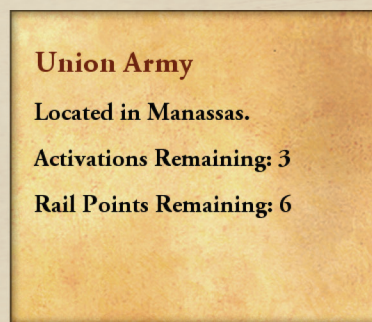 Union Army
Located in Manassas.
Activations Remaining: 3
Rail Points Remaining: 6